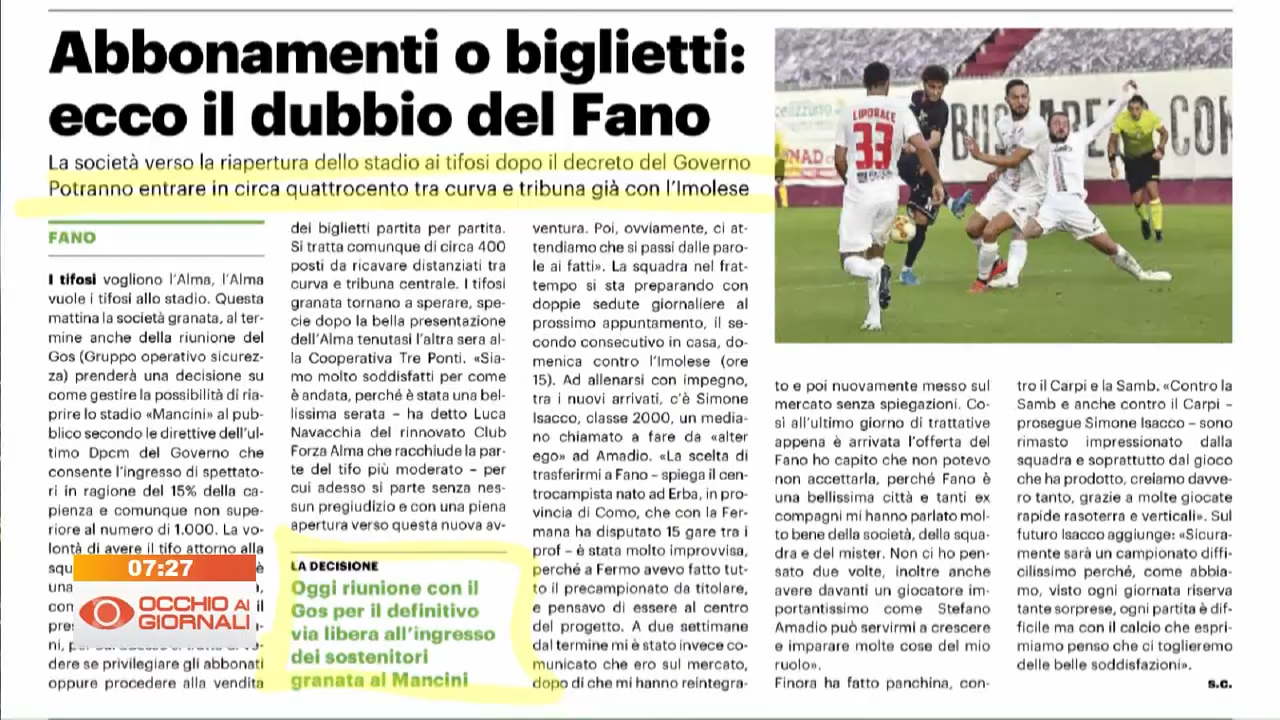 Abbonamenti o biglietti:
ecco il dubbio del Fano
La società verso la riapertura dello stadio ai tifosi dopo il decreto del Governo
Potranno entrare in circa quattrocento tra curva e tribuna già con l'Imolese
FANO
I tifosi vogliono l'Alma, l'Alma
vuole i tifosi allo stadio. Questa
mattina la società granata, al ter-
mine anche della riunione del
Gos (Gruppo operativo sicurez-
za) prenderà una decisione su
come gestire la possibilità di ria-
prire lo stadio «Mancini» al pub-
blico secondo le direttive dell'ul-
timo Dpcm del Governo che
consente l'ingresso di spettato-
ri in ragione del 15% della ca-
pienza e comunque non supe-
riore al numero di 1.000. La vo-
lontà di avere il tifo attorno alla
squ
una
con il
pre
ni,
dere se privilegiare gli abbonati
oppure procedere alla vendita
dei biglietti partita per partita.
Si tratta comunque di circa 400
posti da ricavare distanziati tra
curva e tribuna centrale. I tifosi
granata tornano a sperare, spe-
cie dopo la bella presentazione
dell'Alma tenutasi l'altra sera al-
la Cooperativa Tre Ponti. «Sia-
mo molto soddisfatti per come
è andata, perché è stata una bel-
lissima serata – ha detto Luca
Navacchia del rinnovato Club
Forza Alma che racchiude la par-
te del tifo più moderato – per
cui adesso si parte senza nes-
sun pregiudizio e con una piena
apertura verso questa nuova av-
LA DECISIONE
Oggi riunione con il
Gos per il definitivo
via libera all'ingresso
dei sostenitori
granata al Mancini
ventura. Poi, ovviamente, ci at-
tendiamo che si passi dalle paro-
le ai fatti». La squadra nel frat-
tempo si sta preparando con
doppie sedute giornaliere al
prossimo appuntamento, il se-
condo consecutivo in casa, do-
menica contro l'Imolese (ore
15). Ad allenarsi con impegno,
tra i nuovi arrivati, c'è Simone
Isacco, classe 2000, un media-
no chiamato a fare da «alter
ego» ad Amadio. «La scelta di
trasferirmi a Fano – spiega il cen-
trocampista nato ad Erba, in pro-
vincia di Como, che con la Fer-
mana ha disputato 15 gare tra i
prof – è stata molto improvvisa,
perché a Fermo avevo fatto tut-
to il precampionato da titolare,
e pensavo di essere al centro
del progetto. A due settimane
dal termine mi è stato invece co-
municato che ero sul mercato,
dopo di che mi hanno reintegra-
to e poi nuovamente messo sul
mercato senza spiegazioni. Co-
sì all'ultimo giorno di trattative
appena è arrivata l'offerta del
Fano ho capito che non potevo
non accettarla, perché Fano è
una bellissima città e tanti ex
compagni mi hanno parlato mol-
to bene della società, della squa-
dra e del mister. Non ci ho pen-
sato due volte, inoltre anche
avere davanti un giocatore im-
portantissimo come Stefano
Amadio può servirmi a crescere
e imparare molte cose del mio
ruolo».
Finora ha fatto panchina, con-
tro il Carpi e la Samb. «Contro la
Samb e anche contro il Carpi –
prosegue Simone Isacco – sono
rimasto impressionato dalla
squadra e soprattutto dal gioco
che ha prodotto, creiamo davve-
ro tanto, grazie a molte giocate
rapide rasoterra e verticali». Sul
futuro Isacco aggiunge: «Sicura-
mente sarà un campionato diffi-
cilissimo perché, come abbia-
mo, visto ogni giornata riserva
tante sorprese, ogni partita è dif-
ficile ma con il calcio che espri-
miamo penso che ci toglieremo
delle belle soddisfazioni».
s.c.
LIPORALE
33
NAD
CON
07:27
OCCHIO AI
GIORNALI